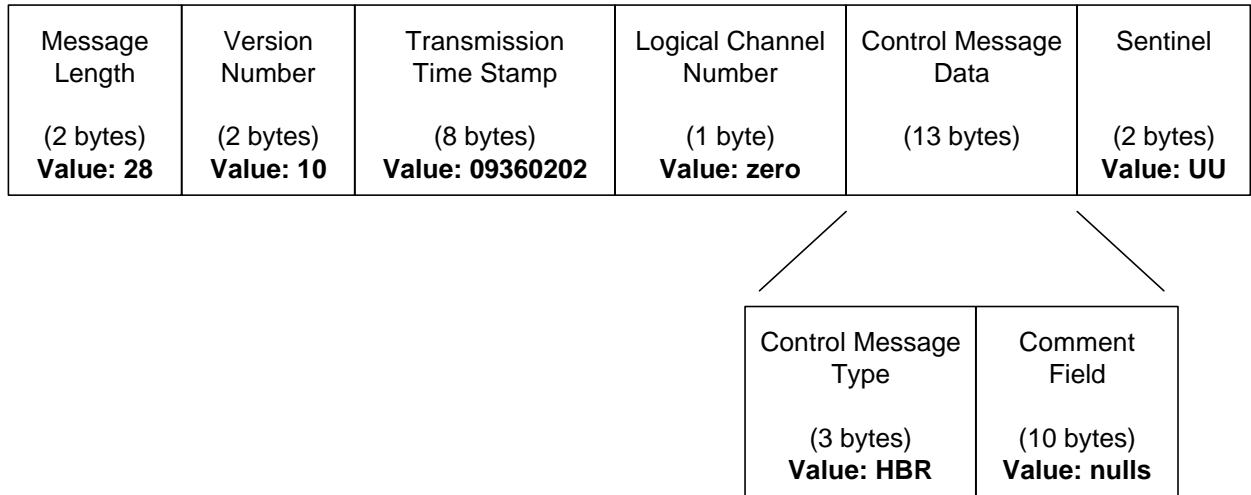 Message
Length
(2 bytes)
Value: 28
Version
Number
(2 bytes)
Value: 10
Transmission
Time Stamp
(8 bytes)
Value: 09360202
Logical Channel
Number
(1 byte)
Value: zero
Control Message
Data
(13 bytes)
Sentinel
(2 bytes)
Value: UU
Control Message
Type
(3 bytes)
Value: HBR
Comment
Field
(10 bytes)
Value: nulls